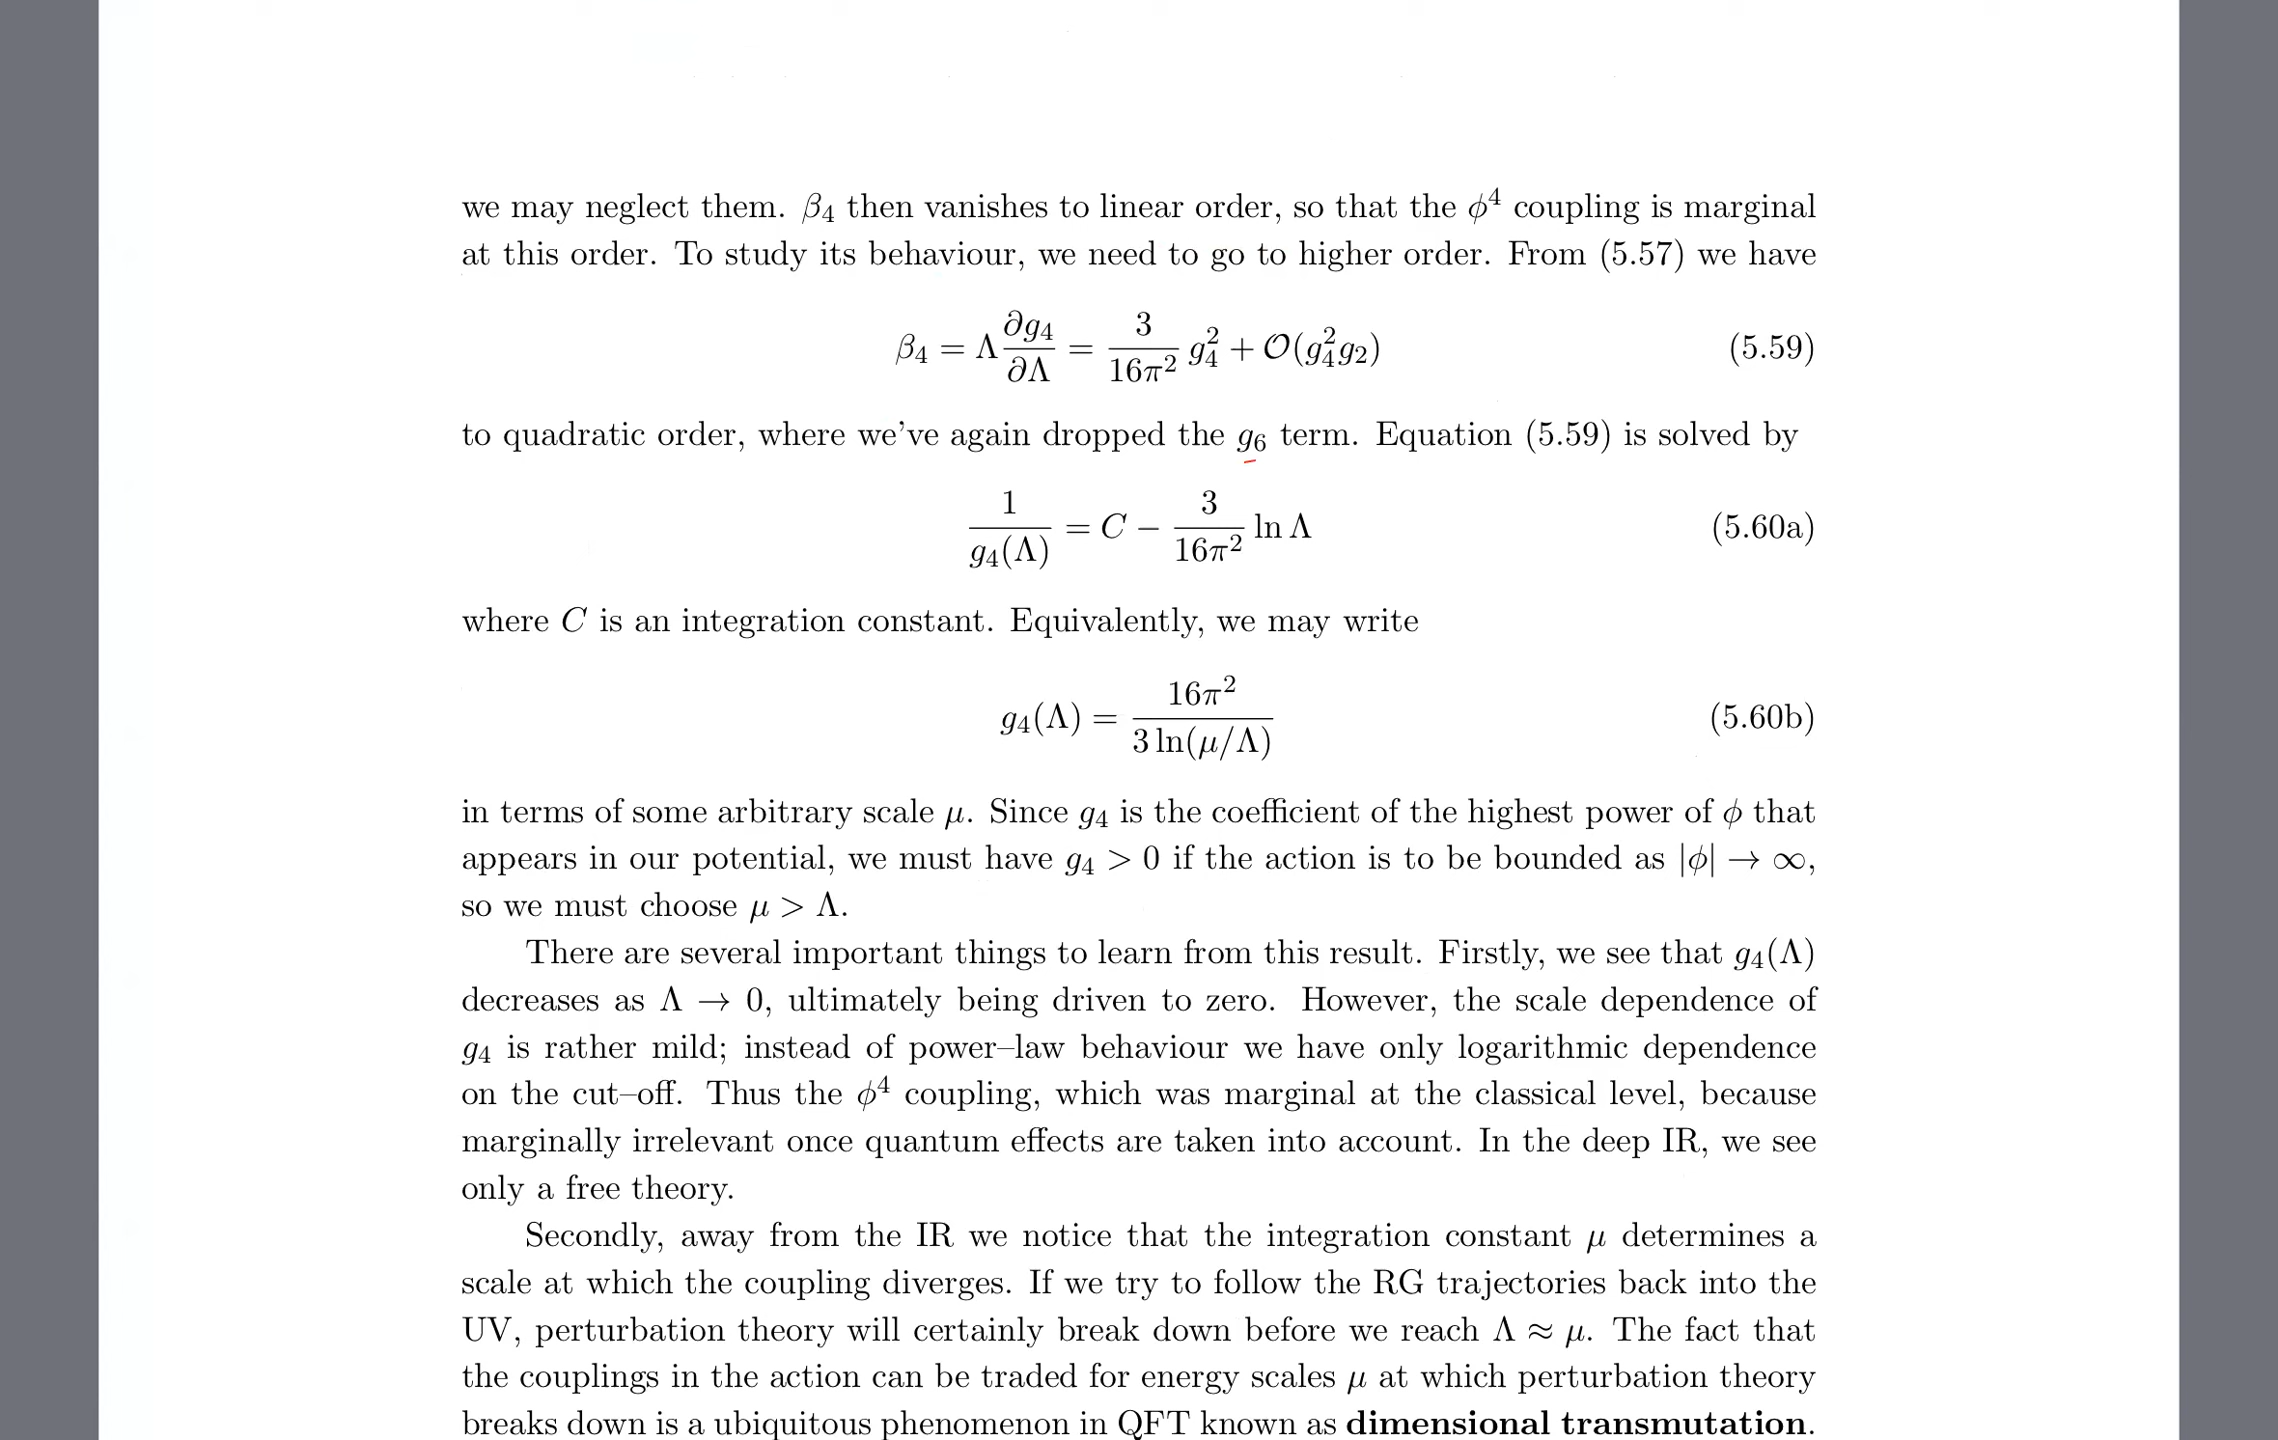 we may neglect them. β₄ then vanishes to linear order, so that the ϕ⁴ coupling is marginal
at this order. To study its behaviour, we need to go to higher order. From (5.57) we have
β₄ = Λ ∂g₄/∂Λ = 3/16π² g₄² + 𝒪(g₄²g₂) (5.59)
to quadratic order, where we've again dropped the g₆ term. Equation (5.59) is solved by
1/g₄(Λ) = C − 3/16π² ln Λ (5.60a)
where C is an integration constant. Equivalently, we may write
g₄(Λ) = 16π²/3 ln(μ/Λ) (5.60b)
in terms of some arbitrary scale μ. Since g₄ is the coefficient of the highest power of ϕ that
appears in our potential, we must have g₄ > 0 if the action is to be bounded as |ϕ| → ∞,
so we must choose μ > Λ.
There are several important things to learn from this result. Firstly, we see that g₄(Λ)
decreases as Λ → 0, ultimately being driven to zero. However, the scale dependence of
g₄ is rather mild; instead of power–law behaviour we have only logarithmic dependence
on the cut–off. Thus the ϕ⁴ coupling, which was marginal at the classical level, because
marginally irrelevant once quantum effects are taken into account. In the deep IR, we see
only a free theory.
Secondly, away from the IR we notice that the integration constant μ determines a
scale at which the coupling diverges. If we try to follow the RG trajectories back into the
UV, perturbation theory will certainly break down before we reach Λ ≈ μ. The fact that
the couplings in the action can be traded for energy scales μ at which perturbation theory
breaks down is a ubiquitous phenomenon in QFT known as dimensional transmutation.